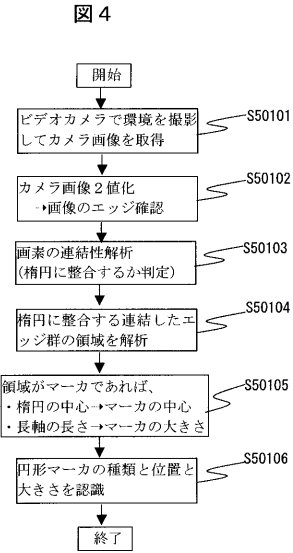 図4
開始
ビデオカメラで環境を撮影
してカメラ画像を取得
S50101
カメラ画像2値化
→画像のエッジ確認
S50102
画素の連結性解析
(楕円に整合するか判定)
S50103
楕円に整合する連結したエ
ッジ群の領域を解析
S50104
領域がマーカであれば、
・楕円の中心→マーカの中心
・長軸の長さ→マーカの大きさ
S50105
円形マーカの種類と位置と
大きさを認識
S50106
終了